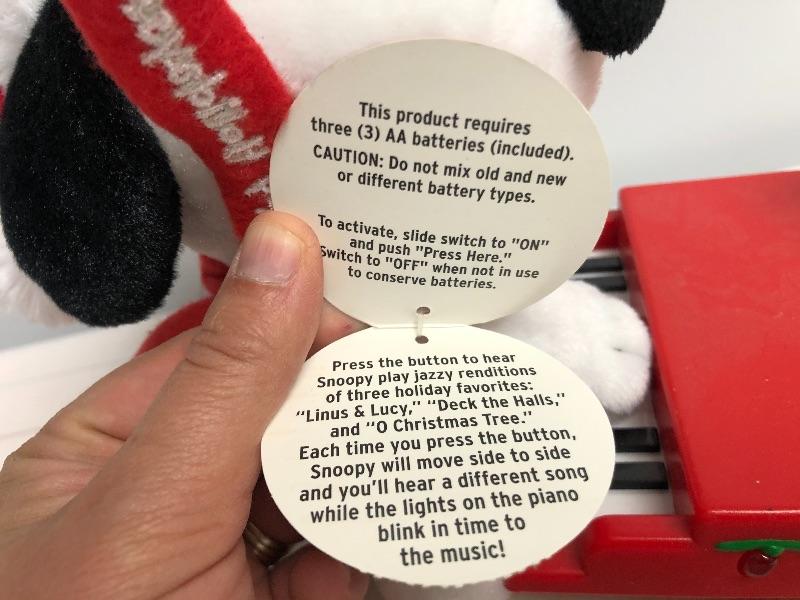 This product requires
three (3) AA batteries (included).
CAUTION: Do not mix old and new
or different battery types.
To activate, slide switch to "ON"
and push "Press Here."
Switch to "OFF" when not in use
to conserve batteries.
Press the button to hear
Snoopy play jazzy renditions
of three holiday favorites:
“Linus & Lucy,” “Deck the Halls,”
and “O Christmas Tree.”
Each time you press the button,
Snoopy will move side to side
and you'll hear a different song
while the lights on the piano
blink in time to
the music!